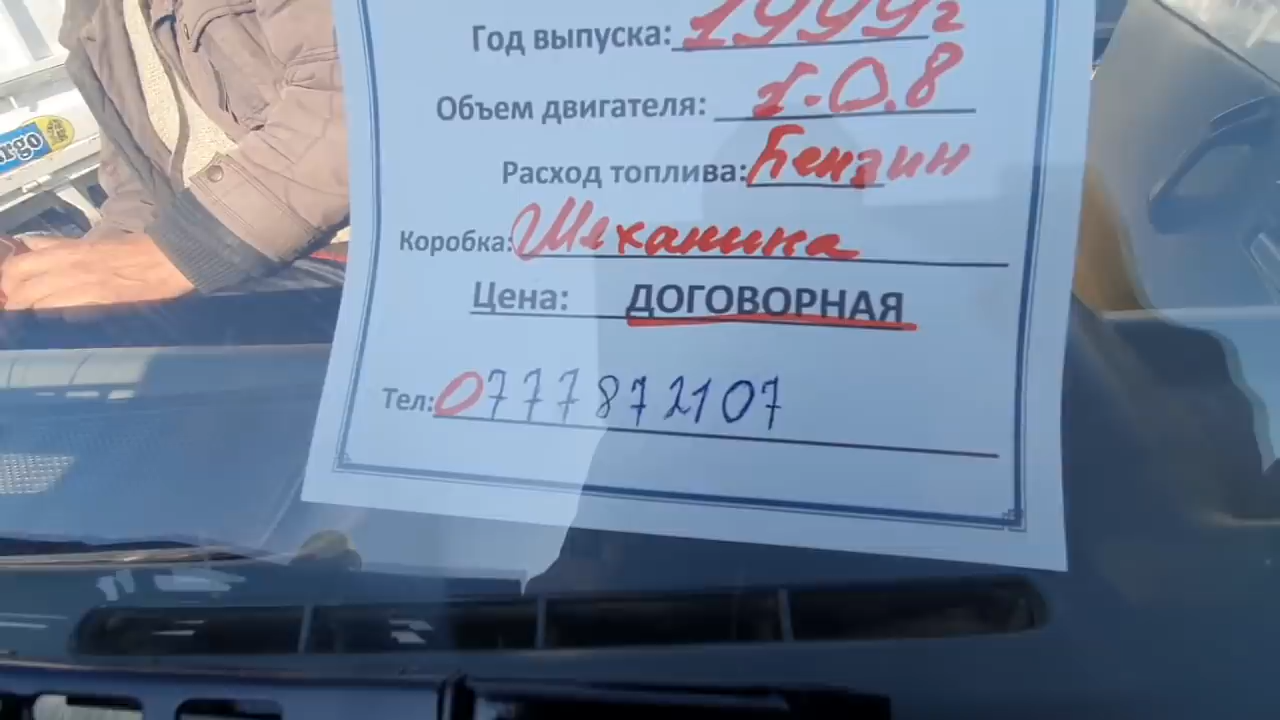 Год выпуска: 1999г
Объем двигателя: 1.0.8
Расход топлива: Бензин
Коробка: Механика
Цена: ДОГОВОРНАЯ
Тел: 0777872107